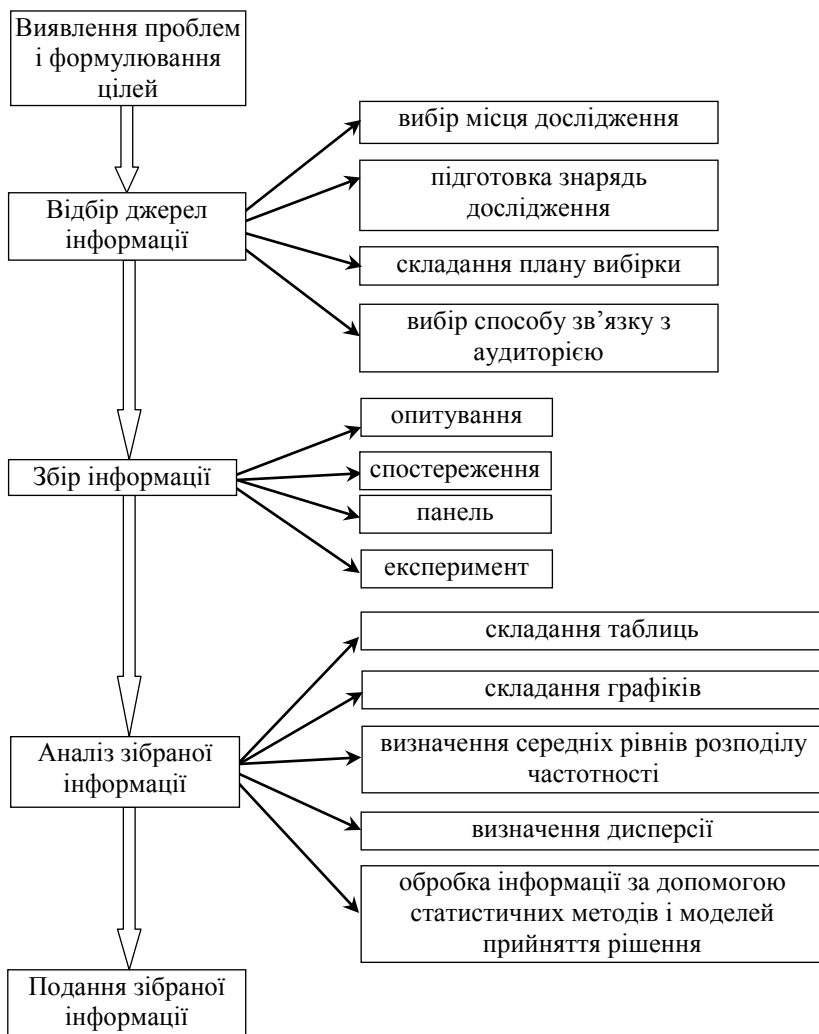 Виявлення проблем
і формулювання
цілей
вибір місця дослідження
підготовка знарядь
дослідження
Відбір джерел
інформації
складання плану вибірки
вибір способу зв’язку з
аудиторією
опитування
Збір інформації
спостереження
панель
експеримент
складання таблиць
складання графіків
Аналіз зібраної
інформації
визначення середніх рівнів розподілу
частотності
визначення дисперсії
обробка інформації за допомогою
статистичних методів і моделей
прийняття рішення
Подання зібраної
інформації